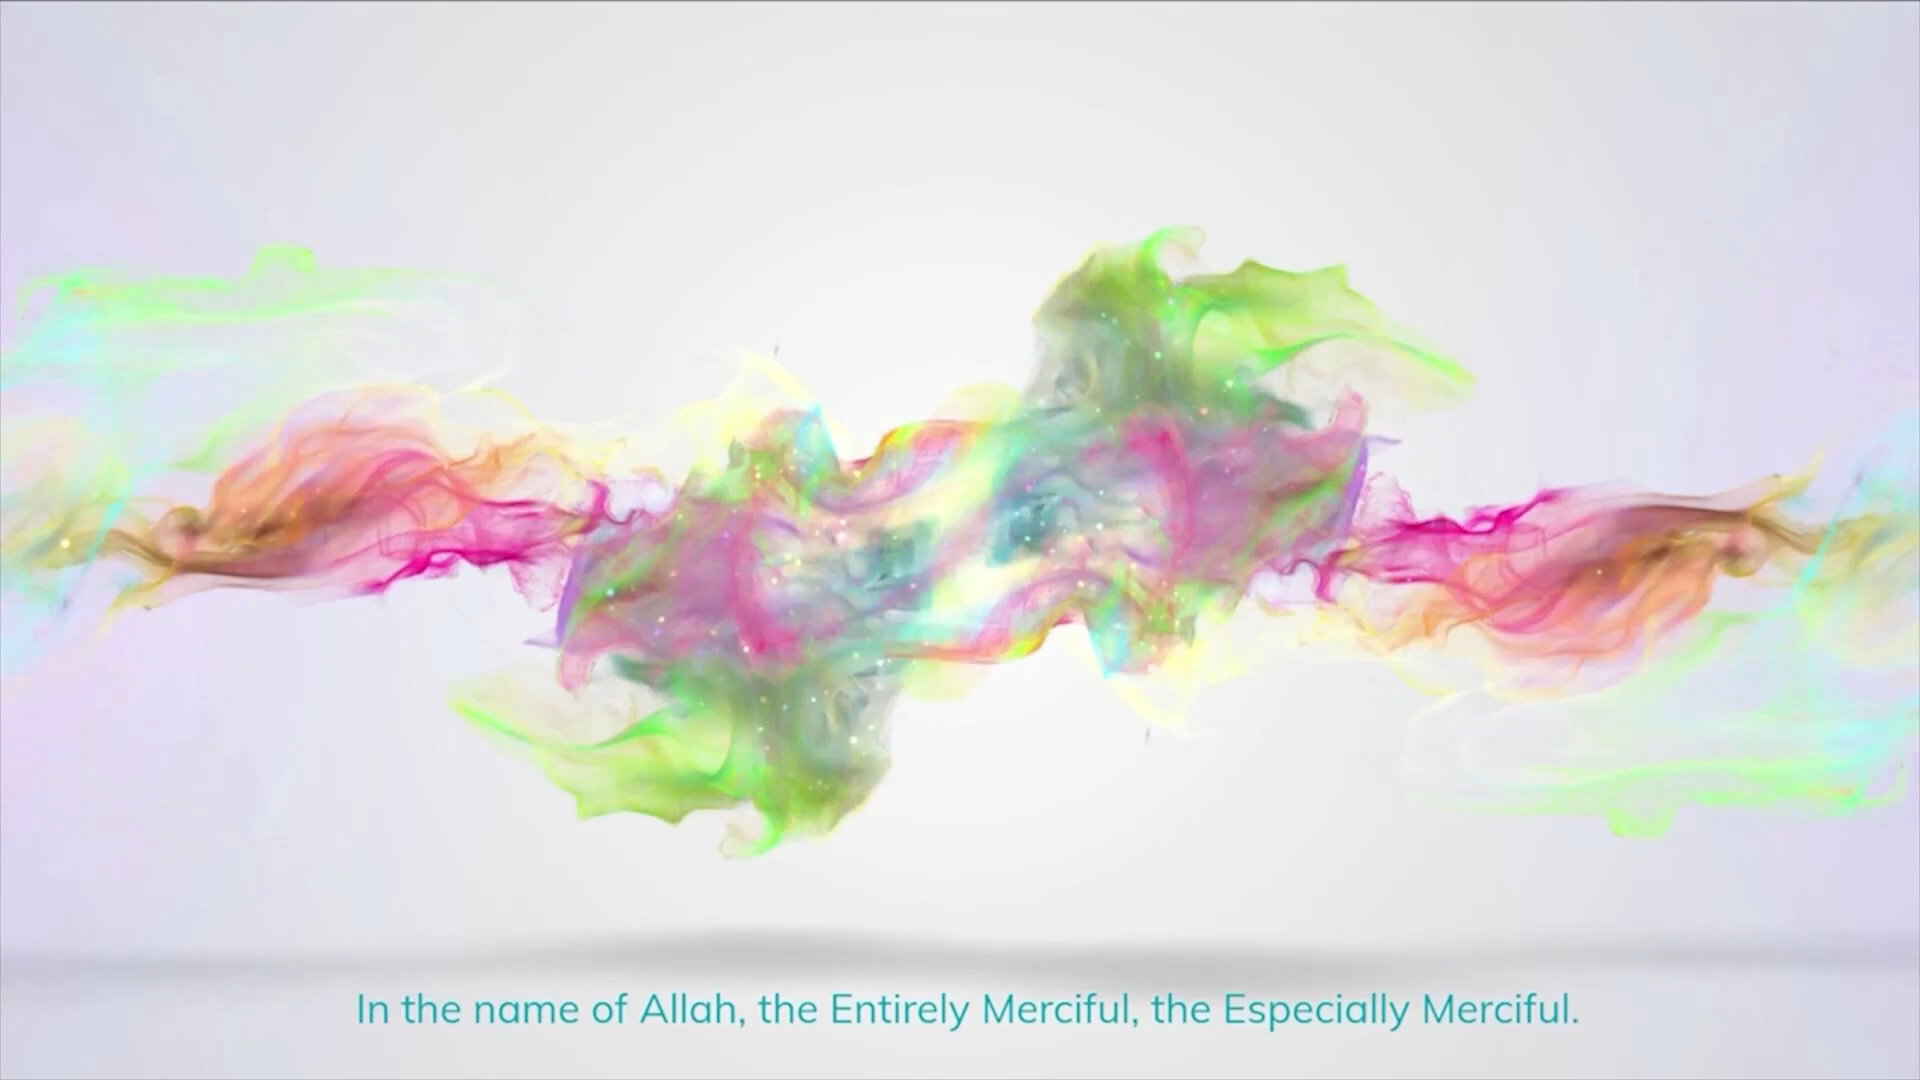 In the name of Allah, the Entirely Merciful, the Especially Merciful.